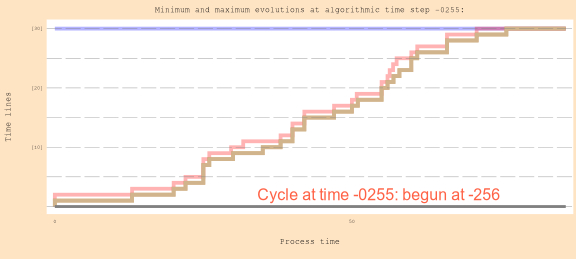 Minimum and maximum evolutions at algorithmic time step -0255:
[30]
[20]
[10]
Time lines
Cycle at time -0255: begun at -256
0 50
Process time